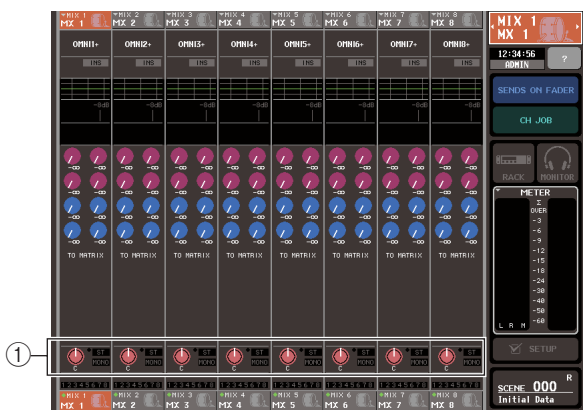 MIX 1 MIX 2 MIX 3 MIX 4 MIX 5 MIX 6 MIX 7 MIX 8
MX 1 MX 2 MX 3 MX 4 MX 5 MX 6 MX 7 MX 8
OMNI1+ OMNI2+ OMNI3+ OMNI4+ OMNI5+ OMNI6+ OMNI7+ OMNI8+
INS INS INS INS INS INS INS INS
-8dB -8dB -8dB -8dB -8dB -8dB -8dB -8dB
-∞ -∞ -∞ -∞ -∞ -∞ -∞ -∞ -∞ -∞ -∞ -∞ -∞ -∞ -∞ -∞
-∞ -∞ -∞ -∞ -∞ -∞ -∞ -∞ -∞ -∞ -∞ -∞ -∞ -∞ -∞ -∞
-∞ -∞ -∞ -∞ -∞ -∞ -∞ -∞ -∞ -∞ -∞ -∞ -∞ -∞ -∞ -∞
-∞ -∞ -∞ -∞ -∞ -∞ -∞ -∞ -∞ -∞ -∞ -∞ -∞ -∞ -∞ -∞
TO MATRIX TO MATRIX TO MATRIX TO MATRIX TO MATRIX TO MATRIX TO MATRIX TO MATRIX
1
ST ST ST ST ST ST ST ST
MONO MONO MONO MONO MONO MONO MONO MONO
C C C C C C C C
12345678 12345678 12345678 12345678 12345678 12345678 12345678 12345678
MIX 1 MIX 2 MIX 3 MIX 4 MIX 5 MIX 6 MIX 7 MIX 8
MX 1 MX 2 MX 3 MX 4 MX 5 MX 6 MX 7 MX 8
MIX 1
MX 1
12:34:56
ADMIN
?
SENDS ON FADER
CH JOB
RACK MONITOR
METER
Σ
OVER
-3
-6
-9
-12
-15
-18
-24
-30
-40
-50
-60
L R M
SETUP
R
SCENE 000
Initial Data